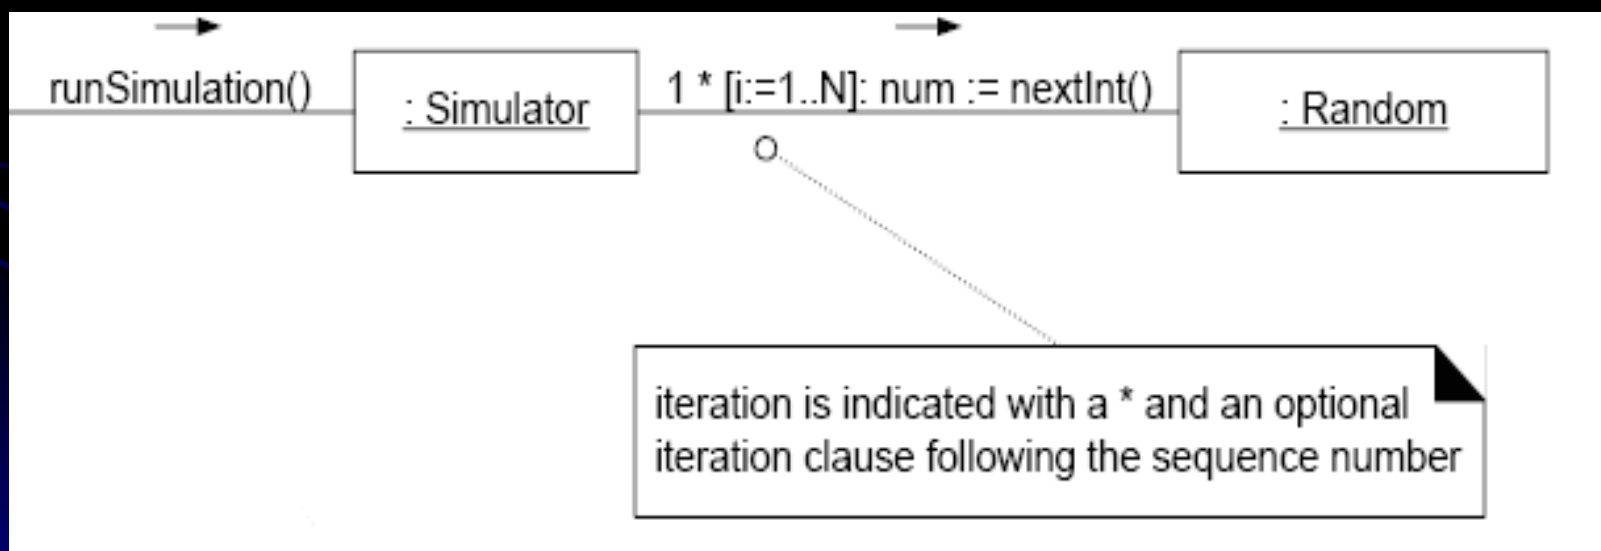 runSimulation()
: Simulator
1 * [i:=1..N]: num := nextInt()
: Random
iteration is indicated with a * and an optional
iteration clause following the sequence number